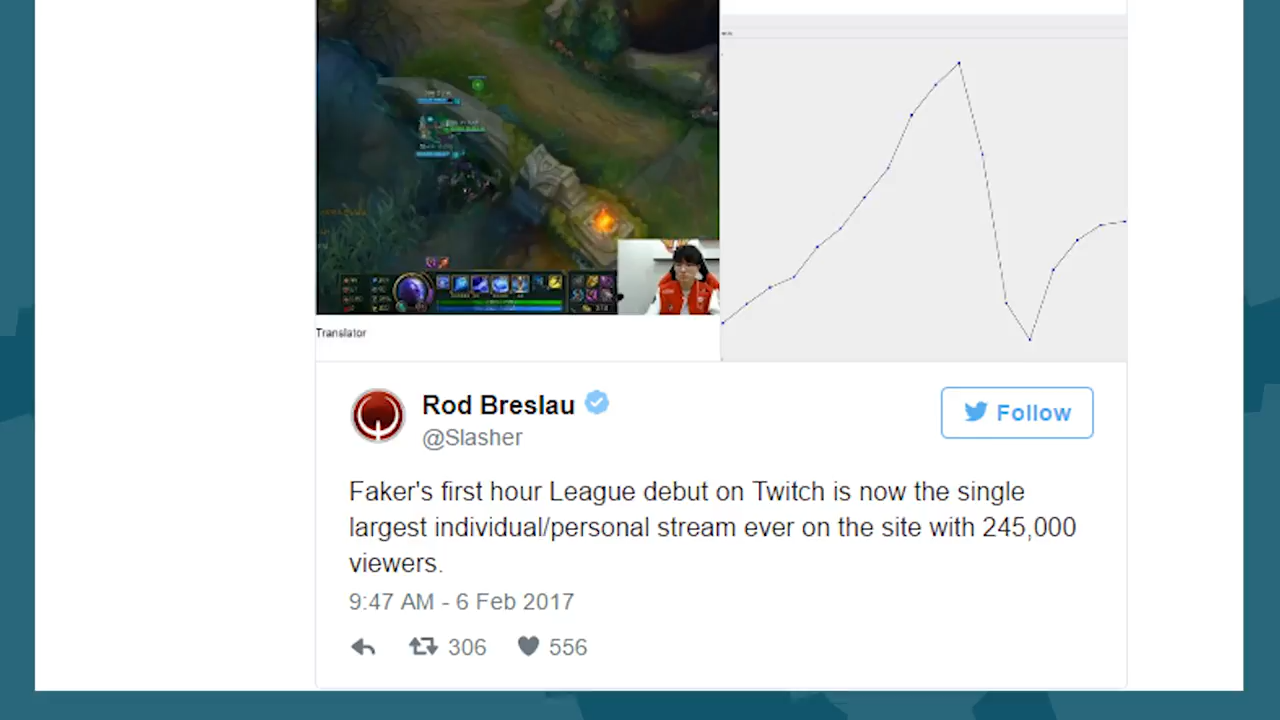 Translator
Rod Breslau
@Slasher
Follow
Faker's first hour League debut on Twitch is now the single
largest individual/personal stream ever on the site with 245,000
viewers.
9:47 AM - 6 Feb 2017
306 556